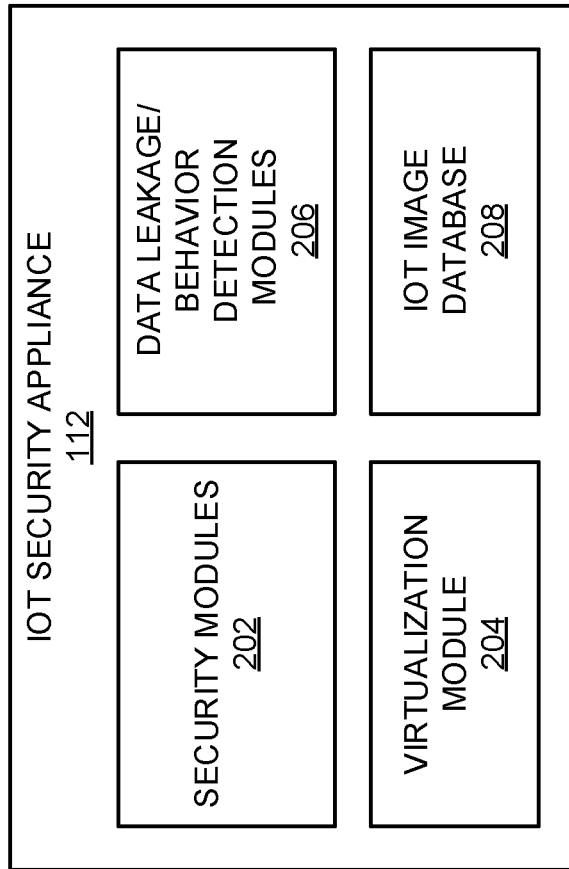 IOT SECURITY APPLIANCE
112
SECURITY MODULES
202
DATA LEAKAGE/
BEHAVIOR
DETECTION
MODULES
206
VIRTUALIZATION
MODULE
204
IOT IMAGE
DATABASE
208